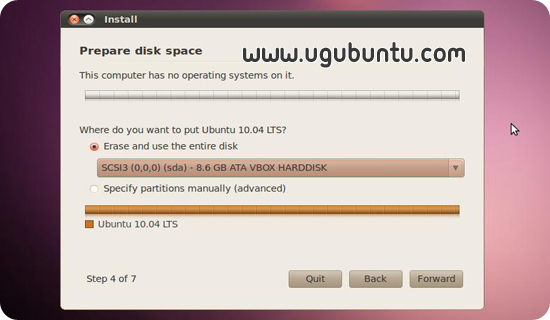 Install
Prepare disk space
www.ugubuntu.com
This computer has no operating systems on it.
Where do you want to put Ubuntu 10.04 LTS?
Erase and use the entire disk
SCSI3 (0,0,0) (sda) - 8.6 GB ATA VBOX HARDDISK
Specify partitions manually (advanced)
Ubuntu 10.04 LTS
Step 4 of 7
Quit
Back
Forward